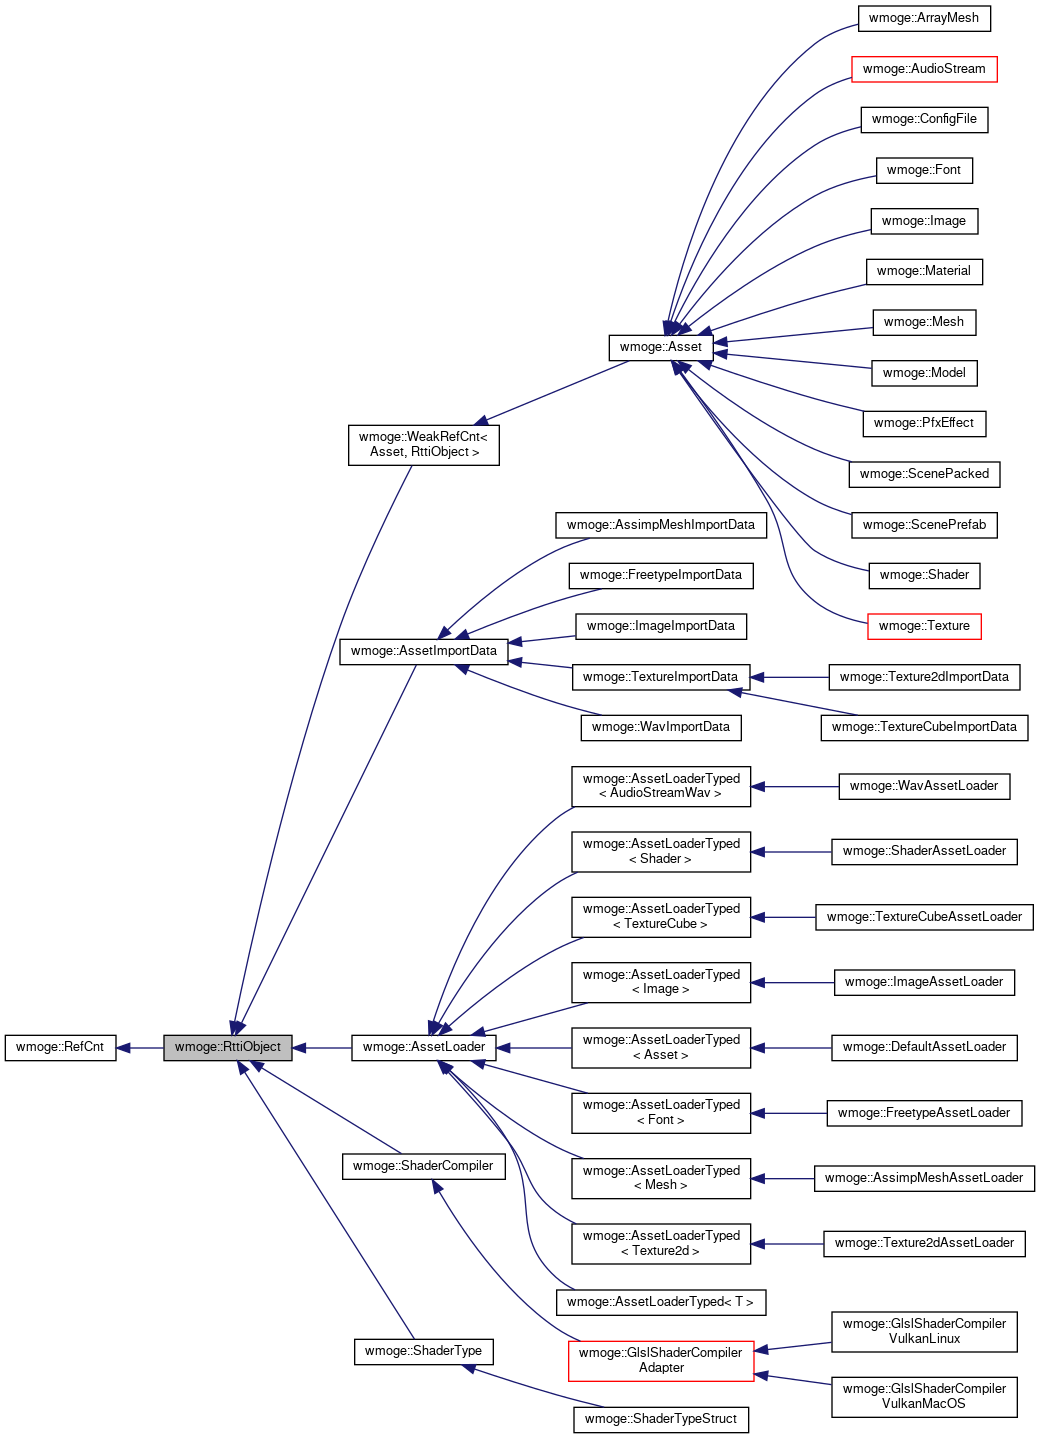 wmoge::ArrayMesh
wmoge::AudioStream
wmoge::ConfigFile
wmoge::Font
wmoge::Image
wmoge::Material
wmoge::Mesh
wmoge::Asset
wmoge::Model
wmoge::PfxEffect
wmoge::WeakRefCnt<
Asset, RttiObject >
wmoge::ScenePacked
wmoge::ScenePrefab
wmoge::AssimpMeshImportData
wmoge::Shader
wmoge::FreetypeImportData
wmoge::Texture
wmoge::ImageImportData
wmoge::AssetImportData
wmoge::TextureImportData
wmoge::Texture2dImportData
wmoge::WavImportData
wmoge::TextureCubeImportData
wmoge::AssetLoaderTyped
< AudioStreamWav >
wmoge::WavAssetLoader
wmoge::AssetLoaderTyped
< Shader >
wmoge::ShaderAssetLoader
wmoge::AssetLoaderTyped
< TextureCube >
wmoge::TextureCubeAssetLoader
wmoge::AssetLoaderTyped
< Image >
wmoge::ImageAssetLoader
wmoge::RefCnt
wmoge::RttiObject
wmoge::AssetLoader
wmoge::AssetLoaderTyped
< Asset >
wmoge::DefaultAssetLoader
wmoge::AssetLoaderTyped
< Font >
wmoge::FreetypeAssetLoader
wmoge::ShaderCompiler
wmoge::AssetLoaderTyped
< Mesh >
wmoge::AssimpMeshAssetLoader
wmoge::AssetLoaderTyped
< Texture2d >
wmoge::Texture2dAssetLoader
wmoge::AssetLoaderTyped< T >
wmoge::GlslShaderCompiler
VulkanLinux
wmoge::ShaderType
wmoge::GlslShaderCompiler
Adapter
wmoge::GlslShaderCompiler
VulkanMacOS
wmoge::ShaderTypeStruct